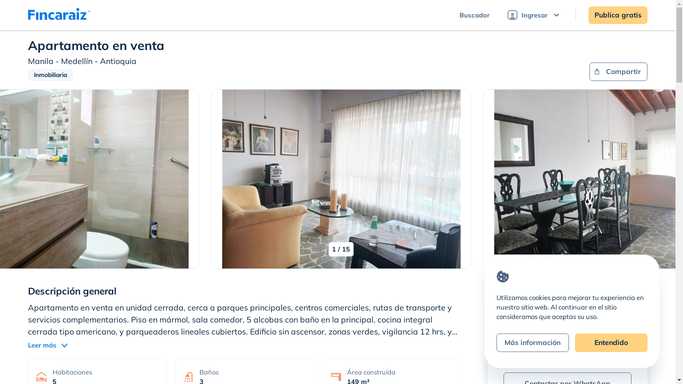 Fincaraiz
Buscador
Ingresar
Publica gratis
Apartamento en venta
Manila - Medellín - Antioquia
Inmobiliaria
Compartir
1 / 15
Descripción general
Apartamento en venta en unidad cerrada, cerca a parques principales, centros comerciales, rutas de transporte y
servicios complementarios. Piso en mármol, sala comedor, 5 alcobas con baño en la principal, cocina integral
cerrada tipo americano, y parqueaderos lineales cubiertos. Edificio sin ascensor, zonas verdes, vigilancia 12 hrs, y...
Leer más
Habitaciones
5
Baños
3
Área construida
149 m²
Utilizamos cookies para mejorar tu experiencia en
nuestro sitio web. Al continuar en el sitio
consideramos que aceptas su uso.
Más información
Entendido
Contactar por WhatsApp